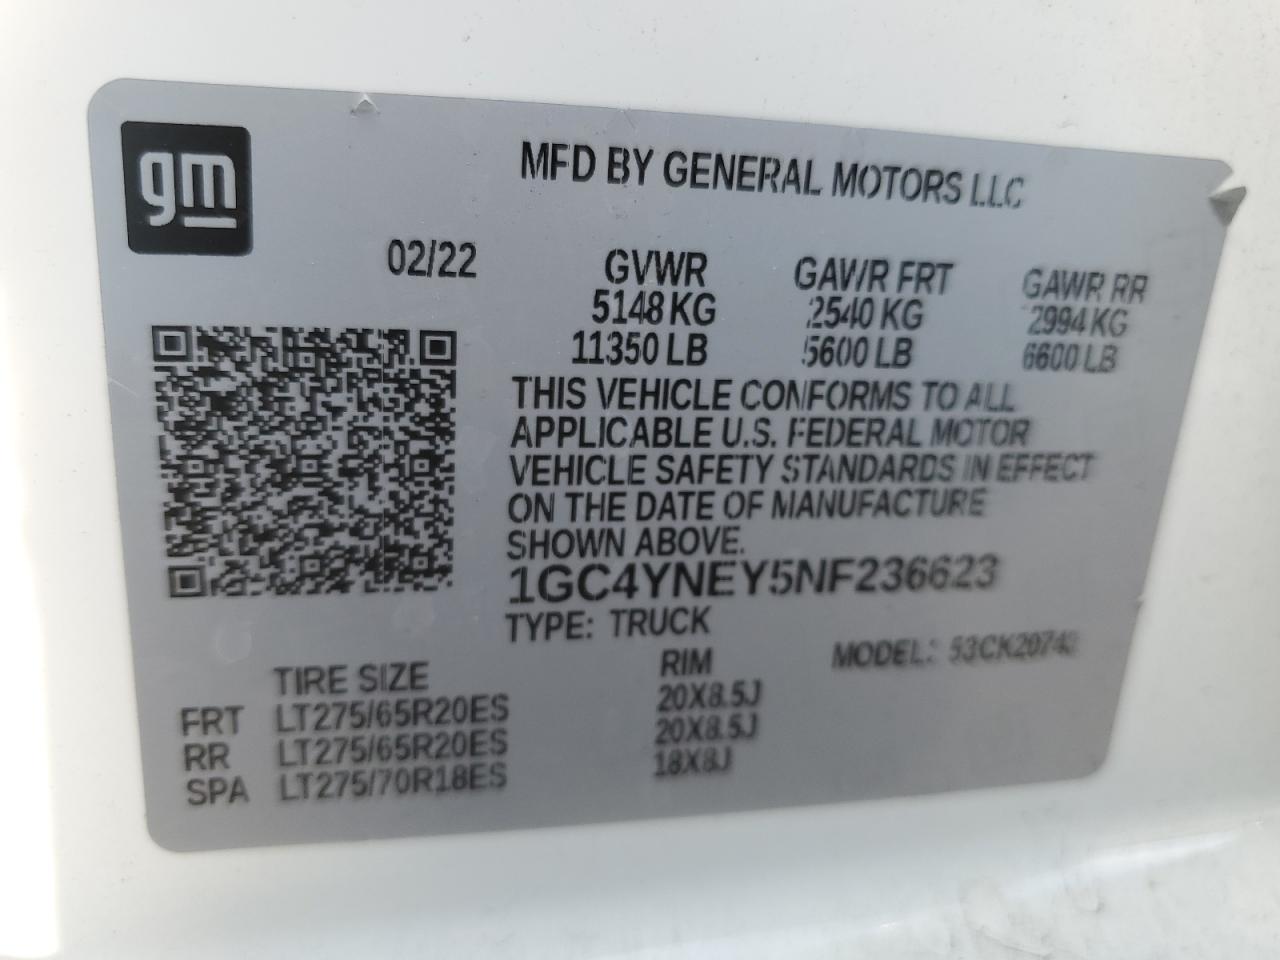 gm
MFD BY GENERAL MOTORS LLC
02/22
GVWR GAWR FRT GAWR RR
5148 KG 2540 KG 2994 KG
11350 LB 5600 LB 6600 LB
THIS VEHICLE CONFORMS TO ALL
APPLICABLE U.S. FEDERAL MOTOR
VEHICLE SAFETY STANDARDS IN EFFECT
ON THE DATE OF MANUFACTURE
SHOWN ABOVE.
1GC4YNEY5NF236623
TYPE: TRUCK MODEL: 53CK20743
TIRE SIZE RIM
FRT LT275/65R20ES 20X8.5J
RR LT275/65R20ES 20X8.5J
SPA LT275/70R18ES 18X8J